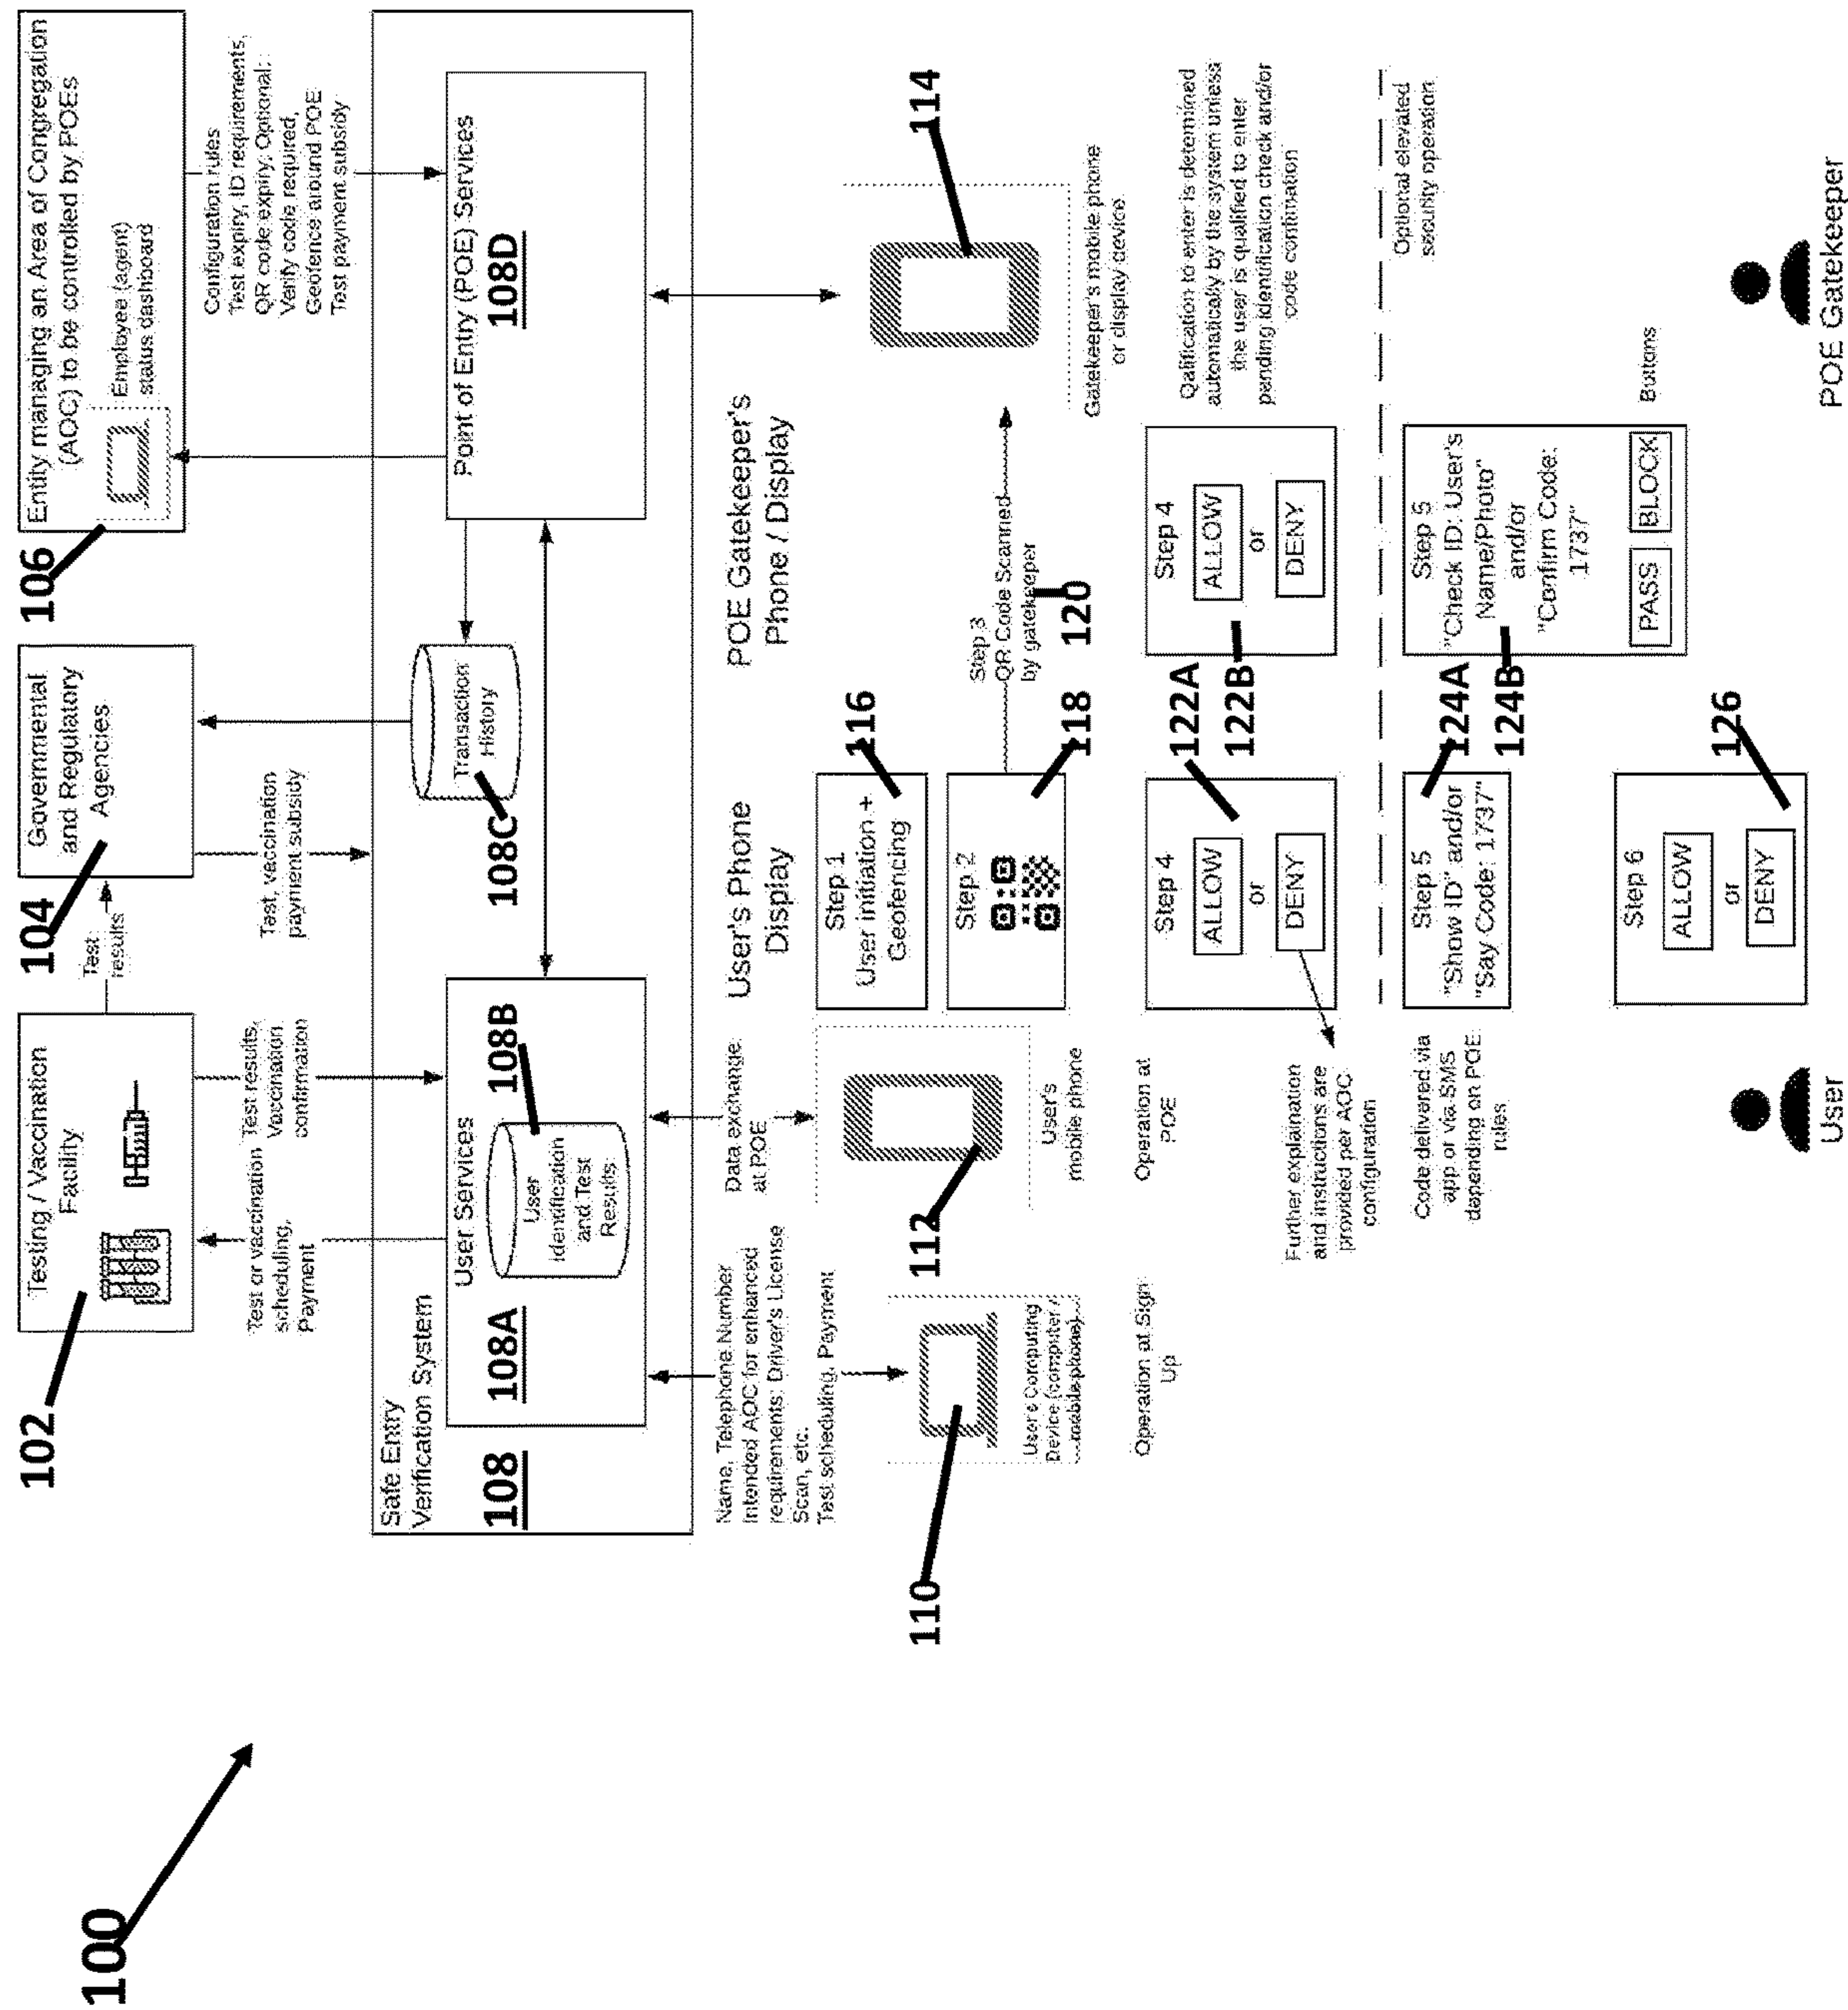 100
102
Testing / Vaccination
Facility
Test
results
104
Governmental
and Regulatory
Agencies
106
Entity managing an Area of Congregation
(AOC) to be controlled by POEs
Employee (agent)
status dashboard
Test or vaccination
scheduling,
Payment
Test results,
Vaccination
confirmation
Test, vaccination
payment subsidy
Configuration rules
Test expiry, ID requirements,
QR code expiry, Optional:
Verify code required,
Geofence around POE
Test payment subsidy
Safe Entry
Verification System
108
User Services
108A
User
Identification
and Test
Results
108B
Transaction
History
108C
Point of Entry (POE) Services
108D
Name, Telephone Number
Intended AOC for enhanced
requirements: Driver's License
Scan, etc.
Test scheduling, Payment
Data exchange
at POE
User's Phone
Display
POE Gatekeeper's
Phone / Display
110
User's Computing
Device (computer /
mobile phone)
Operation at Sign
Up
112
User's
mobile phone
Operation at
POE
Step 1
User initiation +
Geofencing
116
Step 2
118
Step 3
QR Code Scanned
by gatekeeper
120
114
Gatekeeper's mobile phone
or display device
Step 4
ALLOW
or
DENY
122A
122B
Step 4
ALLOW
or
DENY
Qalification to enter is determined
automatically by the system unless
the user is qualified to enter
pending identification check and/or
code confimation
Further explaination
and instructions are
provided per AOC
configuration
Optional elevated
security operation
Code delivered via
app or via SMS
depending on POE
rules
Step 5
"Show ID" and/or
"Say Code: 1737"
124A
124B
Step 5
"Check ID: User's
Name/Photo"
and/or
"Confirm Code:
1737"
PASS
BLOCK
Buttons
Step 6
ALLOW
or
DENY
126
User
POE Gatekeeper